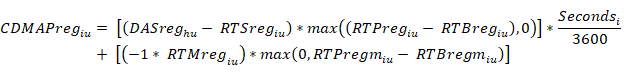 CDMAPreg_iu = [(DASreg_hu − RTSreg_iu) * max((RTPreg_iu − RTBreg_iu),0)] * Seconds_i / 3600
+ [(−1 * RTMreg_iu) * max(0, RTPregm_iu − RTBregm_iu)]